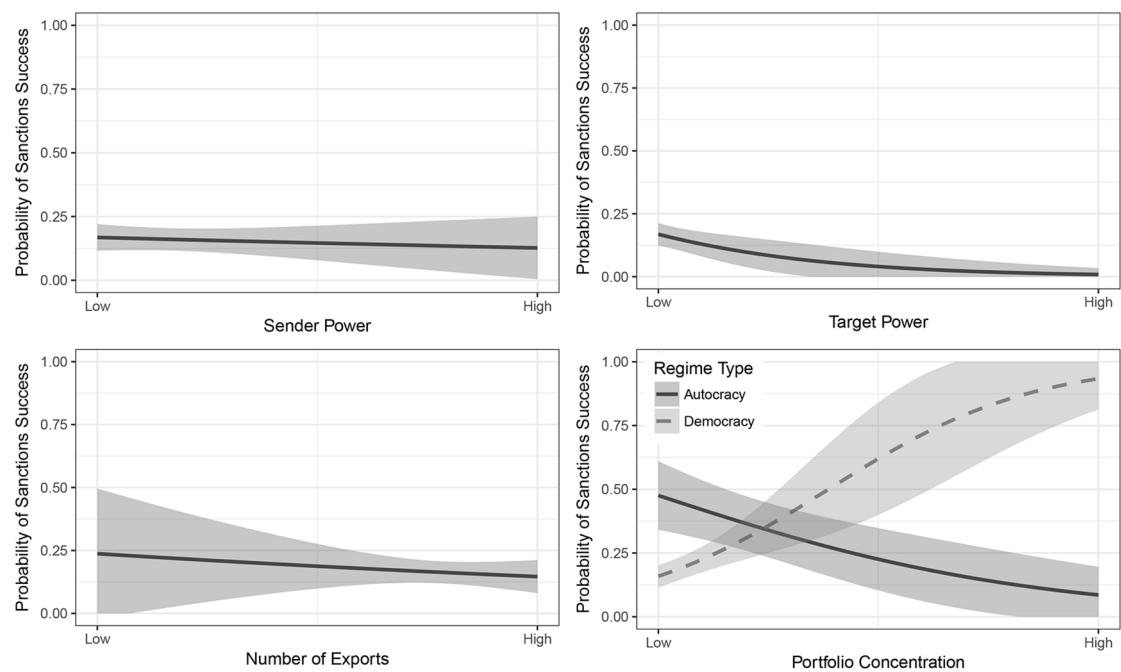 Probability of Sanctions Success
1.00
0.75
0.50
0.25
0.00
Low
High
Sender Power
Probability of Sanctions Success
1.00
0.75
0.50
0.25
0.00
Low
High
Target Power
Probability of Sanctions Success
1.00
0.75
0.50
0.25
0.00
Low
High
Number of Exports
Probability of Sanctions Success
1.00
0.75
0.50
0.25
0.00
Regime Type
Autocracy
Democracy
Low
High
Portfolio Concentration